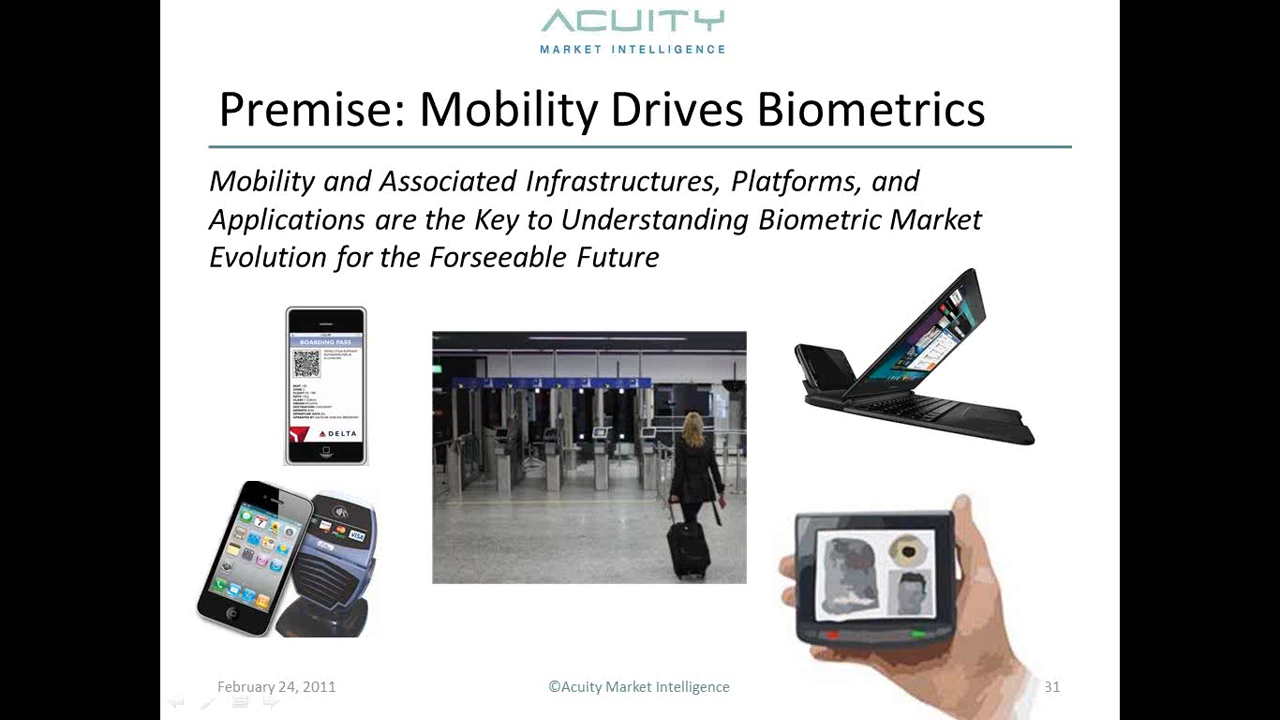 ACUITY
MARKET INTELLIGENCE
Premise: Mobility Drives Biometrics
Mobility and Associated Infrastructures, Platforms, and
Applications are the Key to Understanding Biometric Market
Evolution for the Forseeable Future
BOARDING PASS
DELTA
VISA
February 24, 2011
©Acuity Market Intelligence
31